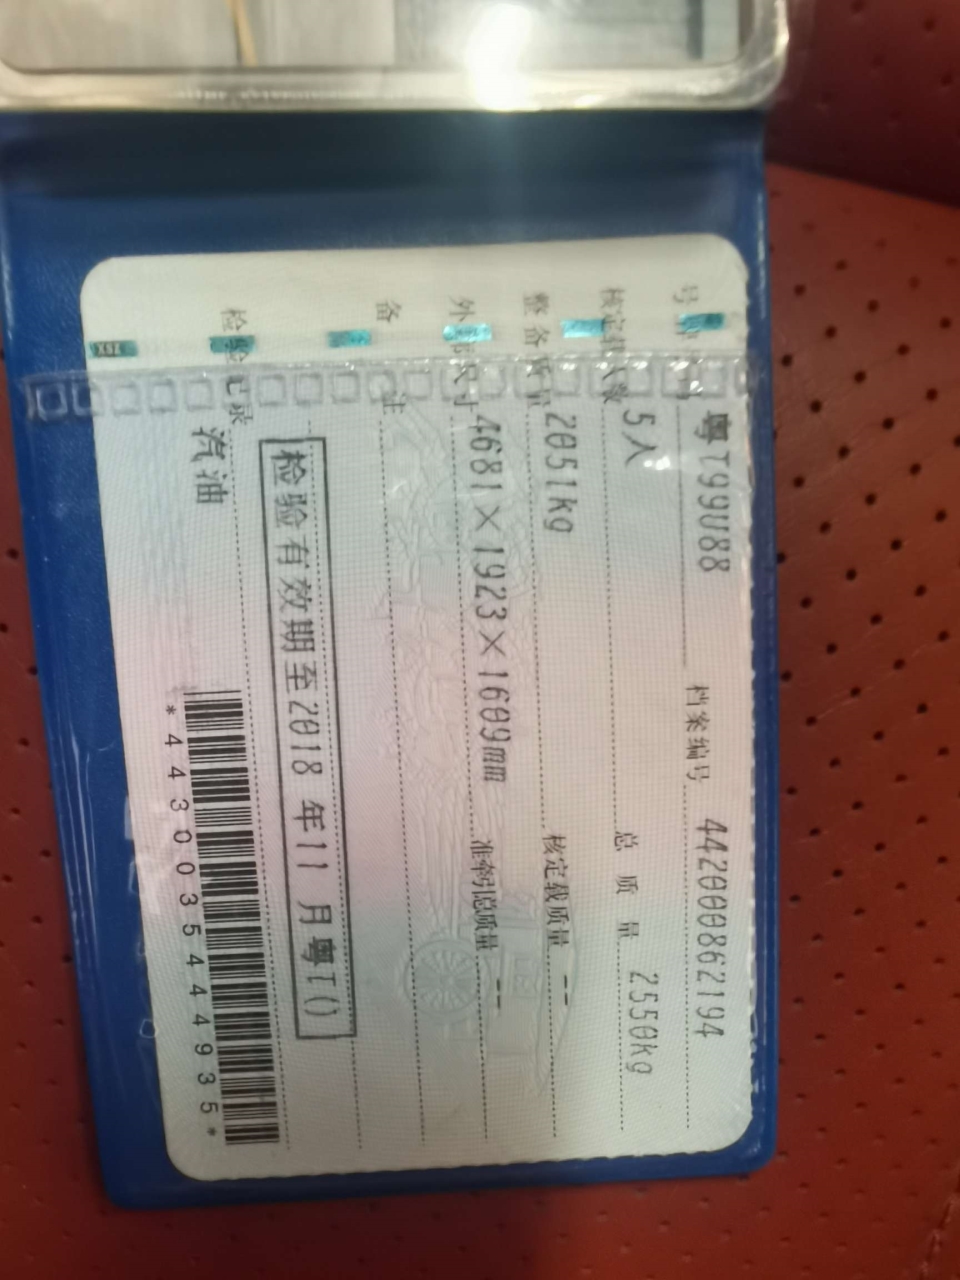 号牌号码 粤T99U88 档案编号 442000862194
核定载人数 5人 总质量 2550kg
整备质量 2051kg 核定载质量 --
外廓尺寸 4681×1923×1609mm 准牵引总质量 --
备注
检验有效期至2018年11月粤T()
检验记录
汽油
*4430035444935*